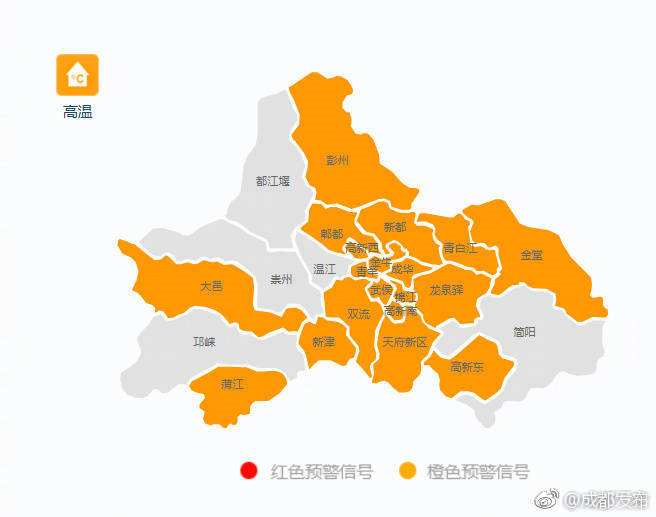 °C
高温
彭州
都江堰
郫都
新都
高新西
青白江
金堂
金牛
温江
青羊
成华
崇州
大邑
武侯
锦江
龙泉驿
高新南
双流
简阳
邛崃
新津
天府新区
高新东
蒲江
红色预警信号
橙色预警信号
@成都发布